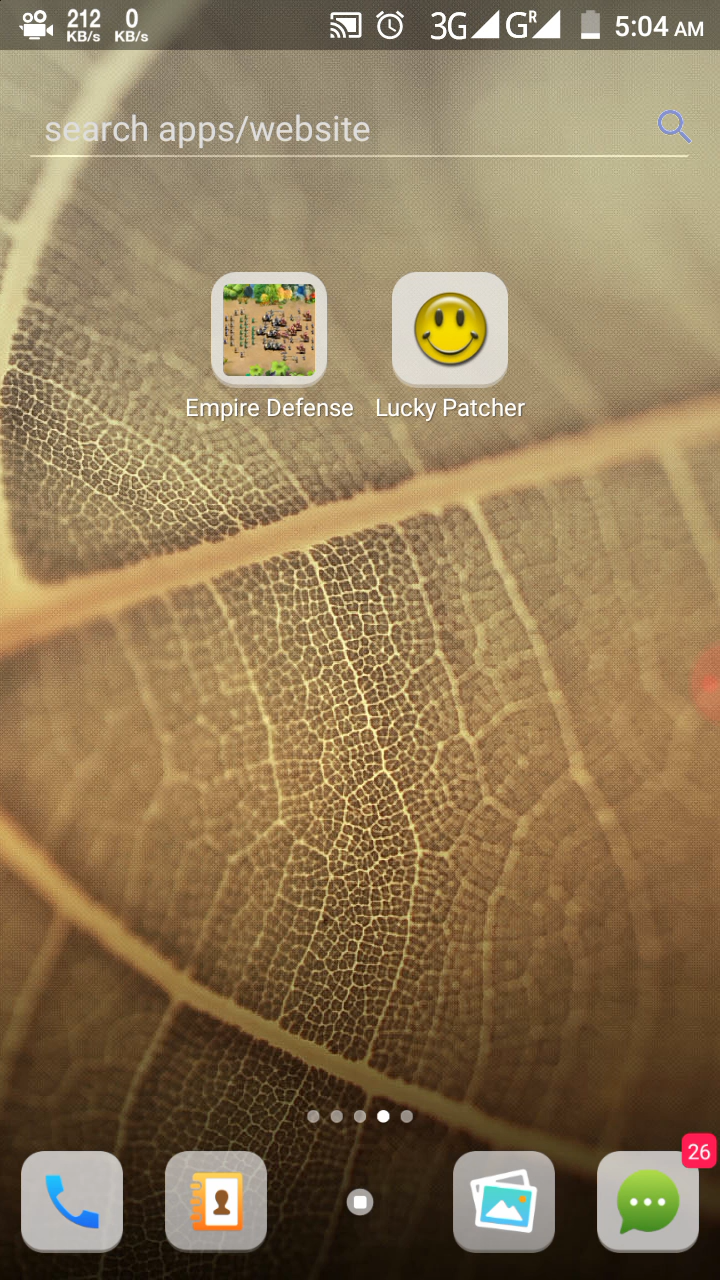 212 KB/s 0 KB/s 3G G R 5:04 AM
search apps/website
Empire Defense Lucky Patcher
26